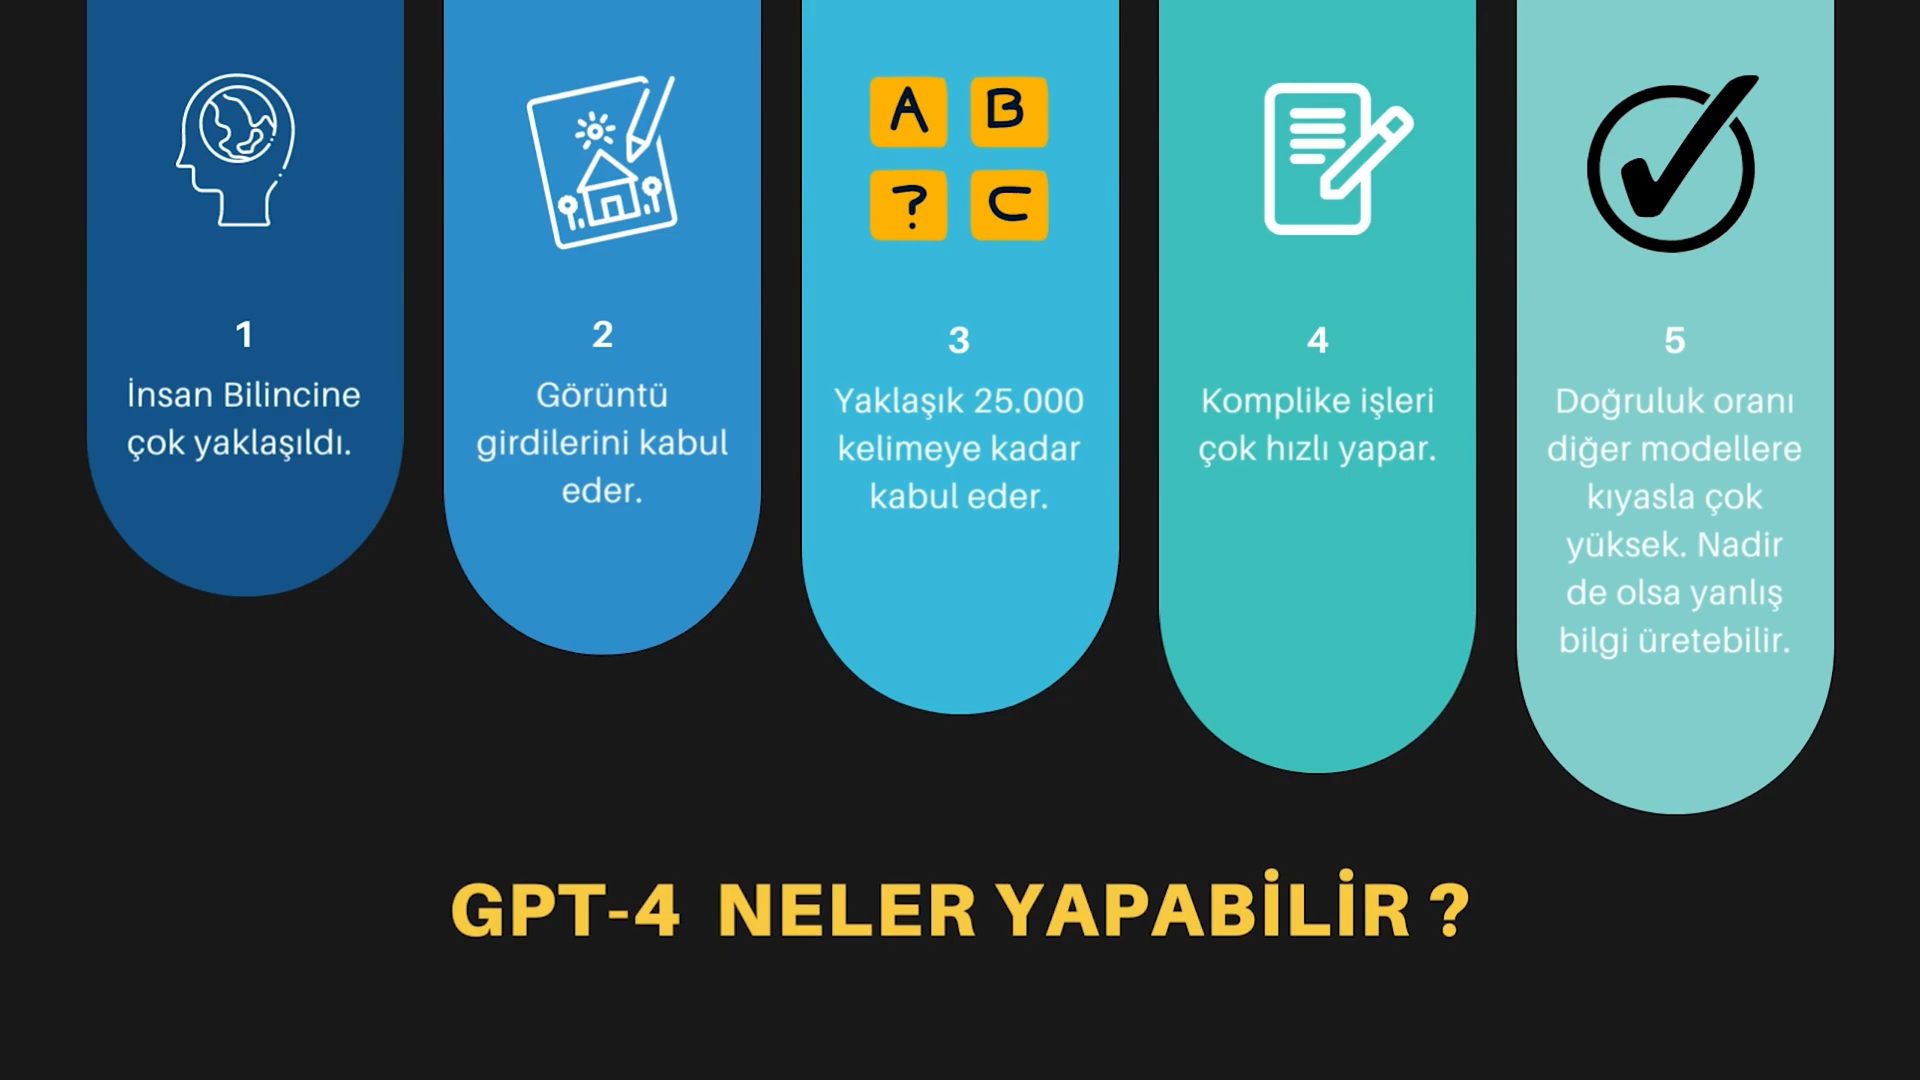 A B
? C
1
İnsan Bilincine
çok yaklaşıldı.
2
Görüntü
girdilerini kabul
eder.
3
Yaklaşık 25.000
kelimeye kadar
kabul eder.
4
Komplike işleri
çok hızlı yapar.
5
Doğruluk oranı
diğer modellere
kıyasla çok
yüksek. Nadir
de olsa yanlış
bilgi üretebilir.
GPT-4 NELER YAPABİLİR ?